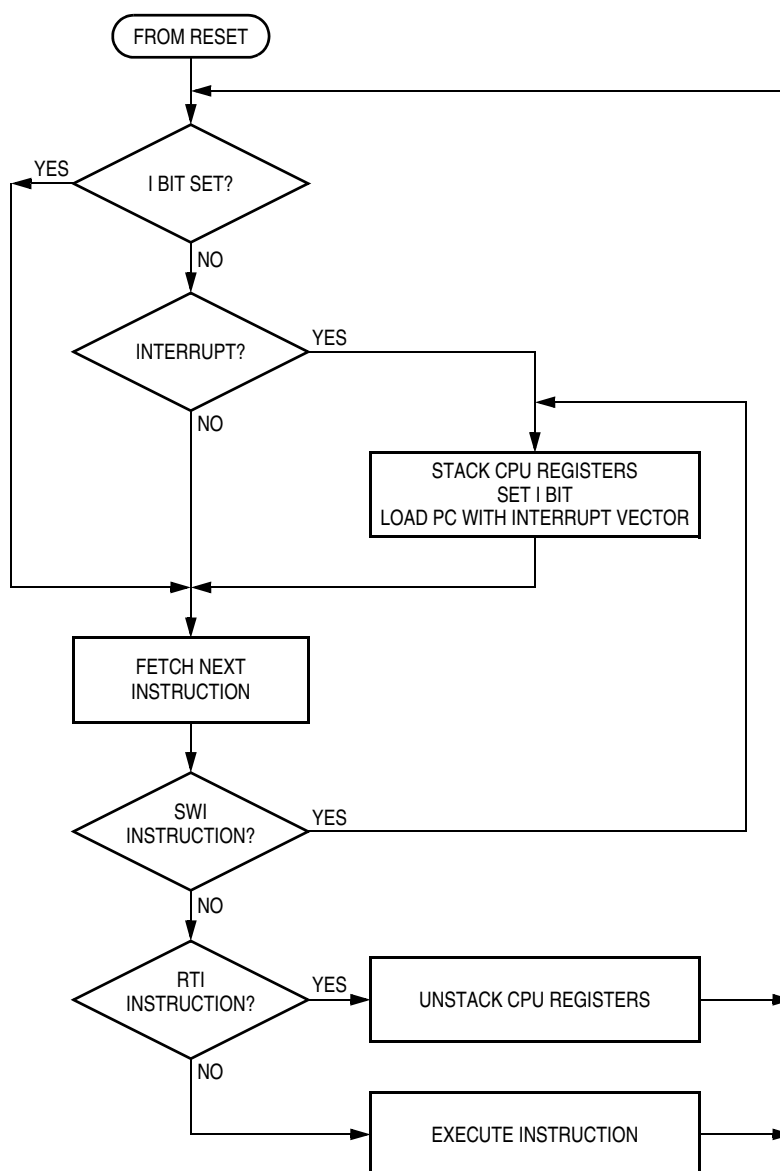 FROM RESET
YES
I BIT SET?
NO
INTERRUPT?
YES
NO
STACK CPU REGISTERS
SET I BIT
LOAD PC WITH INTERRUPT VECTOR
FETCH NEXT
INSTRUCTION
SWI
INSTRUCTION?
YES
NO
RTI
INSTRUCTION?
YES
UNSTACK CPU REGISTERS
NO
EXECUTE INSTRUCTION